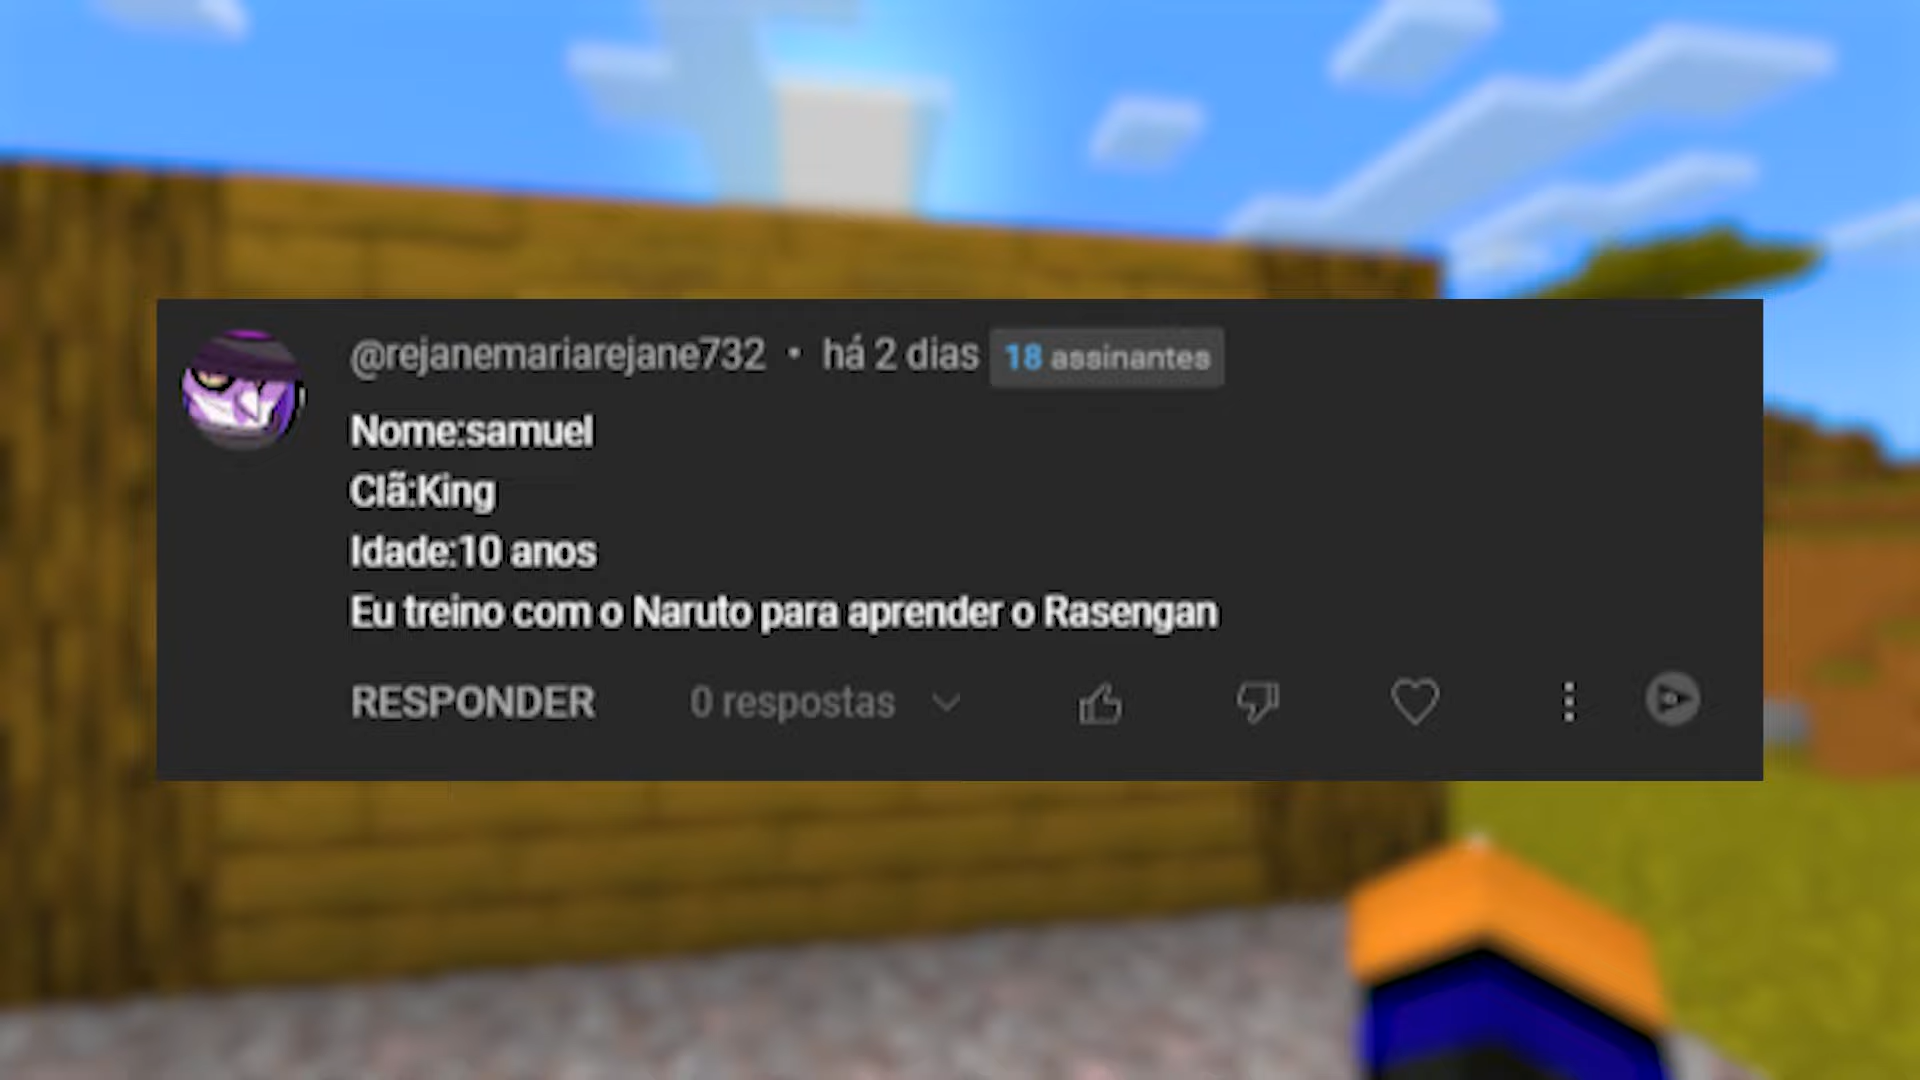 @rejanemariarejane732 • há 2 dias 18 assinantes
Nome:samuel
Clã:King
Idade:10 anos
Eu treino com o Naruto para aprender o Rasengan
RESPONDER 0 respostas